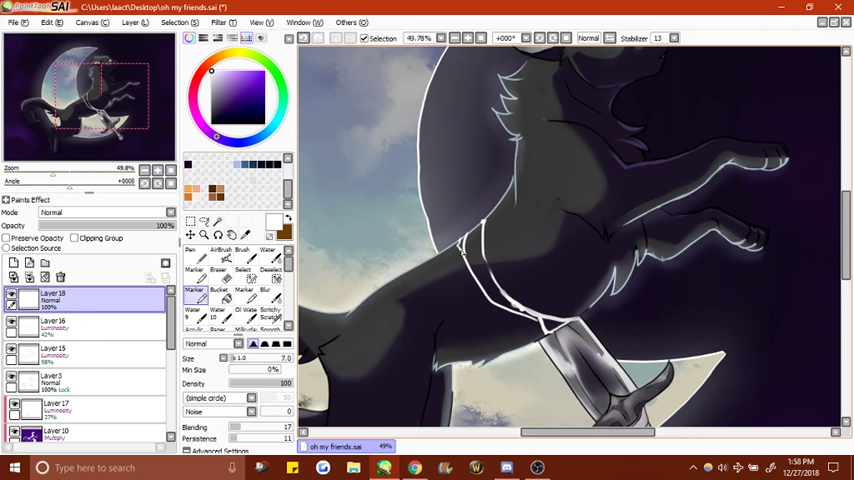 PaintTool SAI C:\Users\laact\Desktop\oh my friends.sai (*)
File (F) Edit (E) Canvas (C) Layer (L) Selection (S) Filter (T) View (V) Window (W) Others (O)
Selection 49.78% +000° Normal Stabilizer 13
Zoom 49.8%
Angle +000θ
Paints Effect
Mode Normal
Opacity 100%
Preserve Opacity Clipping Group
Selection Source
Layer18
Normal
100%
Layer16
Luminosity
42%
Layer15
Luminosity
58%
Layer3
Normal
100% Lock
Layer17
Luminosity
27%
Layer10
Multiply
Pen AirBrush Brush Water
Marker Eraser Select Deselect
Marker Bucket Marker Blur
Water 9 Water 10 Oil Water Scritchy Scratch
Acrylic
Normal
Size x 1.0 7.0
Min Size 0%
Density 100
(simple circle)
Noise 0
Blending 17
Persistence 11
Advanced Settings
oh my friends.sai 49%
Type here to search
1:58 PM
12/27/2018